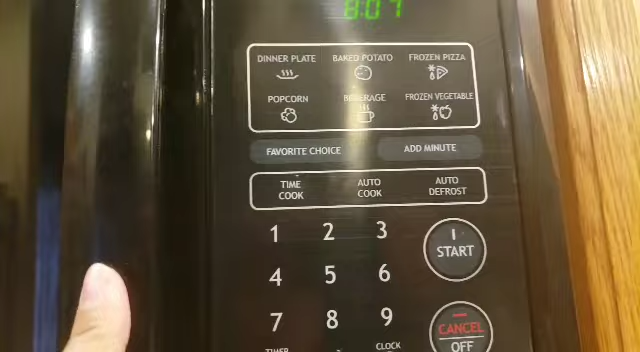 8:07
DINNER PLATE BAKED POTATO FROZEN PIZZA
POPCORN BEVERAGE FROZEN VEGETABLE
FAVORITE CHOICE ADD MINUTE
TIME COOK
AUTO COOK
AUTO DEFROST
1 2 3
START
4 5 6
7 8 9
CANCEL
OFF
TIMER
CLOCK